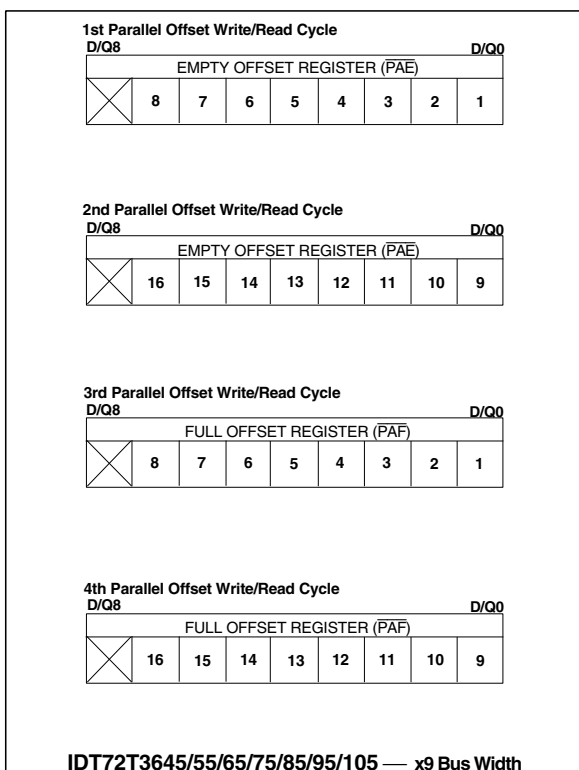 1st Parallel Offset Write/Read Cycle
D/Q8 D/Q0
EMPTY OFFSET REGISTER (PAE)
8 7 6 5 4 3 2 1
2nd Parallel Offset Write/Read Cycle
D/Q8 D/Q0
EMPTY OFFSET REGISTER (PAE)
16 15 14 13 12 11 10 9
3rd Parallel Offset Write/Read Cycle
D/Q8 D/Q0
FULL OFFSET REGISTER (PAF)
8 7 6 5 4 3 2 1
4th Parallel Offset Write/Read Cycle
D/Q8 D/Q0
FULL OFFSET REGISTER (PAF)
16 15 14 13 12 11 10 9
IDT72T3645/55/65/75/85/95/105 — x9 Bus Width